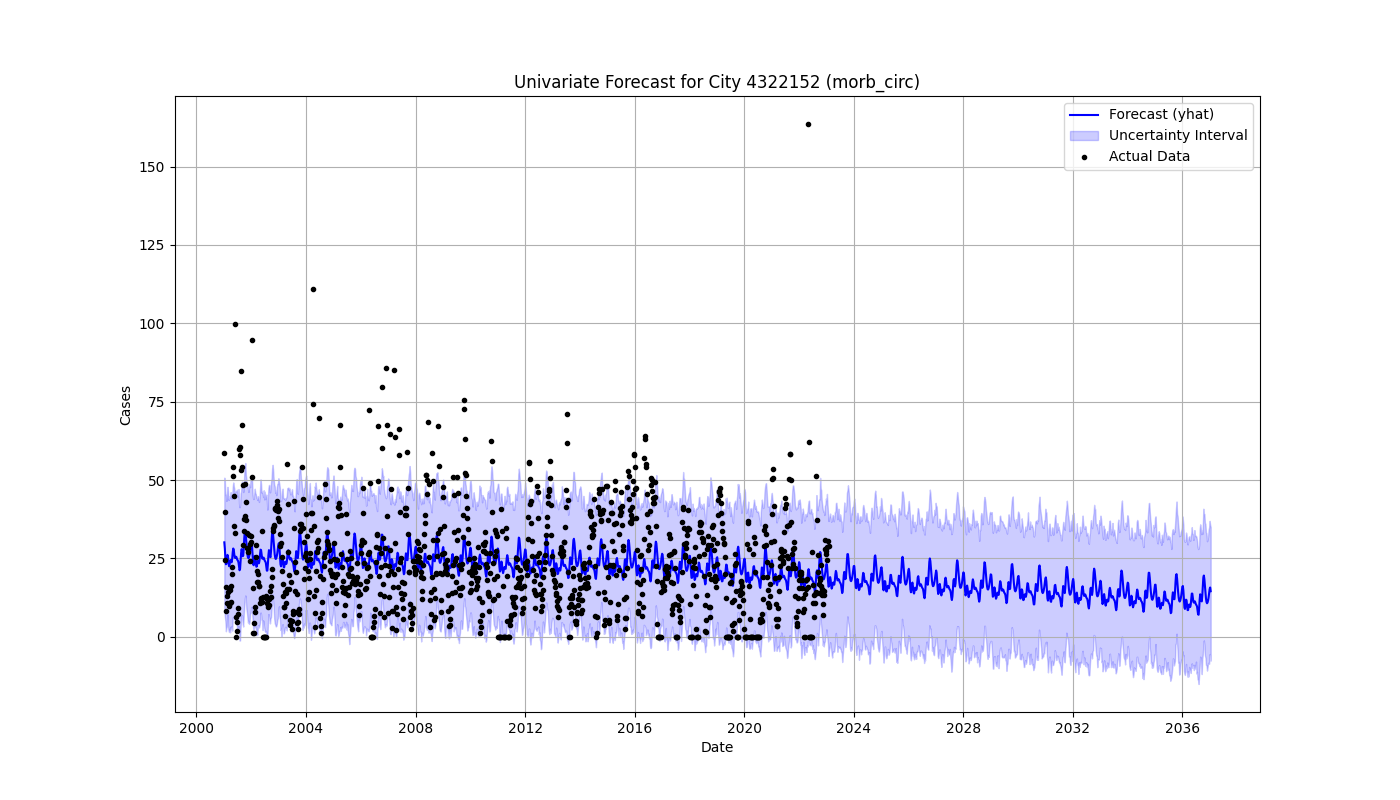 Univariate Forecast for City 4322152 (morb_circ)
Forecast (yhat)
Uncertainty Interval
Actual Data
150
125
100
75
50
25
0
Cases
2000 2004 2008 2012 2016 2020 2024 2028 2032 2036
Date